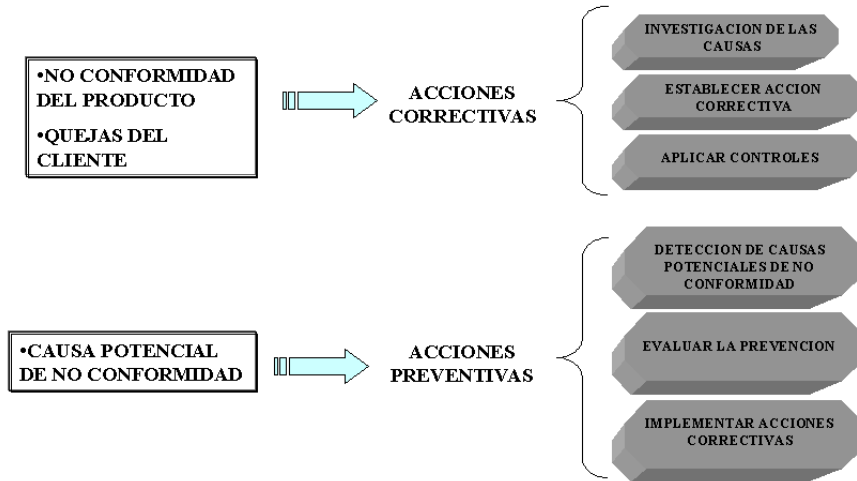 •NO CONFORMIDAD
DEL PRODUCTO
•QUEJAS DEL
CLIENTE
ACCIONES
CORRECTIVAS
INVESTIGACION DE LAS
CAUSAS
ESTABLECER ACCION
CORRECTIVA
APLICAR CONTROLES
•CAUSA POTENCIAL
DE NO CONFORMIDAD
ACCIONES
PREVENTIVAS
DETECCION DE CAUSAS
POTENCIALES DE NO
CONFORMIDAD
EVALUAR LA PREVENCION
IMPLEMENTAR ACCIONES
CORRECTIVAS